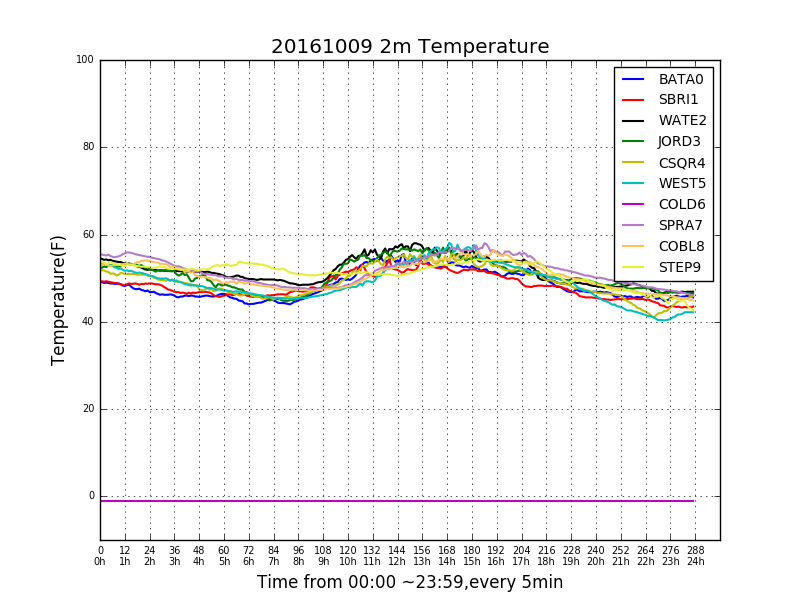 20161009 2m Temperature
Temperature(F)
100
80
60
40
20
0
BATA0
SBRI1
WATE2
JORD3
CSQR4
WEST5
COLD6
SPRA7
COBL8
STEP9
0 12 24 36 48 60 72 84 96 108 120 132 144 156 168 180 192 204 216 228 240 252 264 276 288
0h 1h 2h 3h 4h 5h 6h 7h 8h 9h 10h 11h 12h 13h 14h 15h 16h 17h 18h 19h 20h 21h 22h 23h 24h
Time from 00:00 ~23:59,every 5min